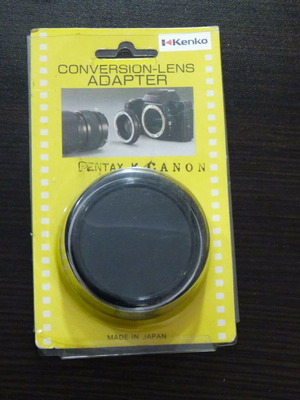 Kenko
CONVERSION-LENS
ADAPTER
PENTAX K CANON
MADE IN JAPAN